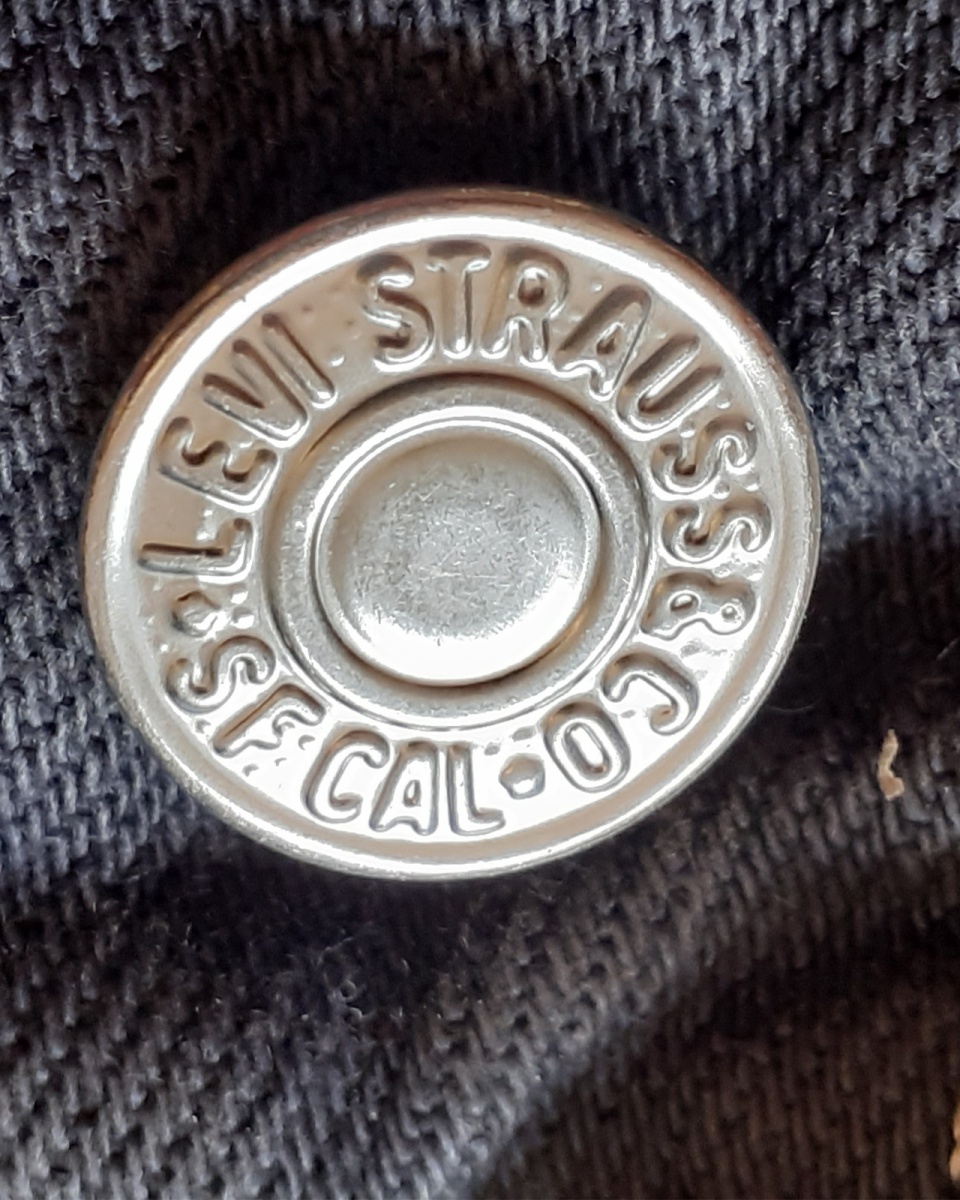 LEVI STRAUSS & CO • S F CAL •